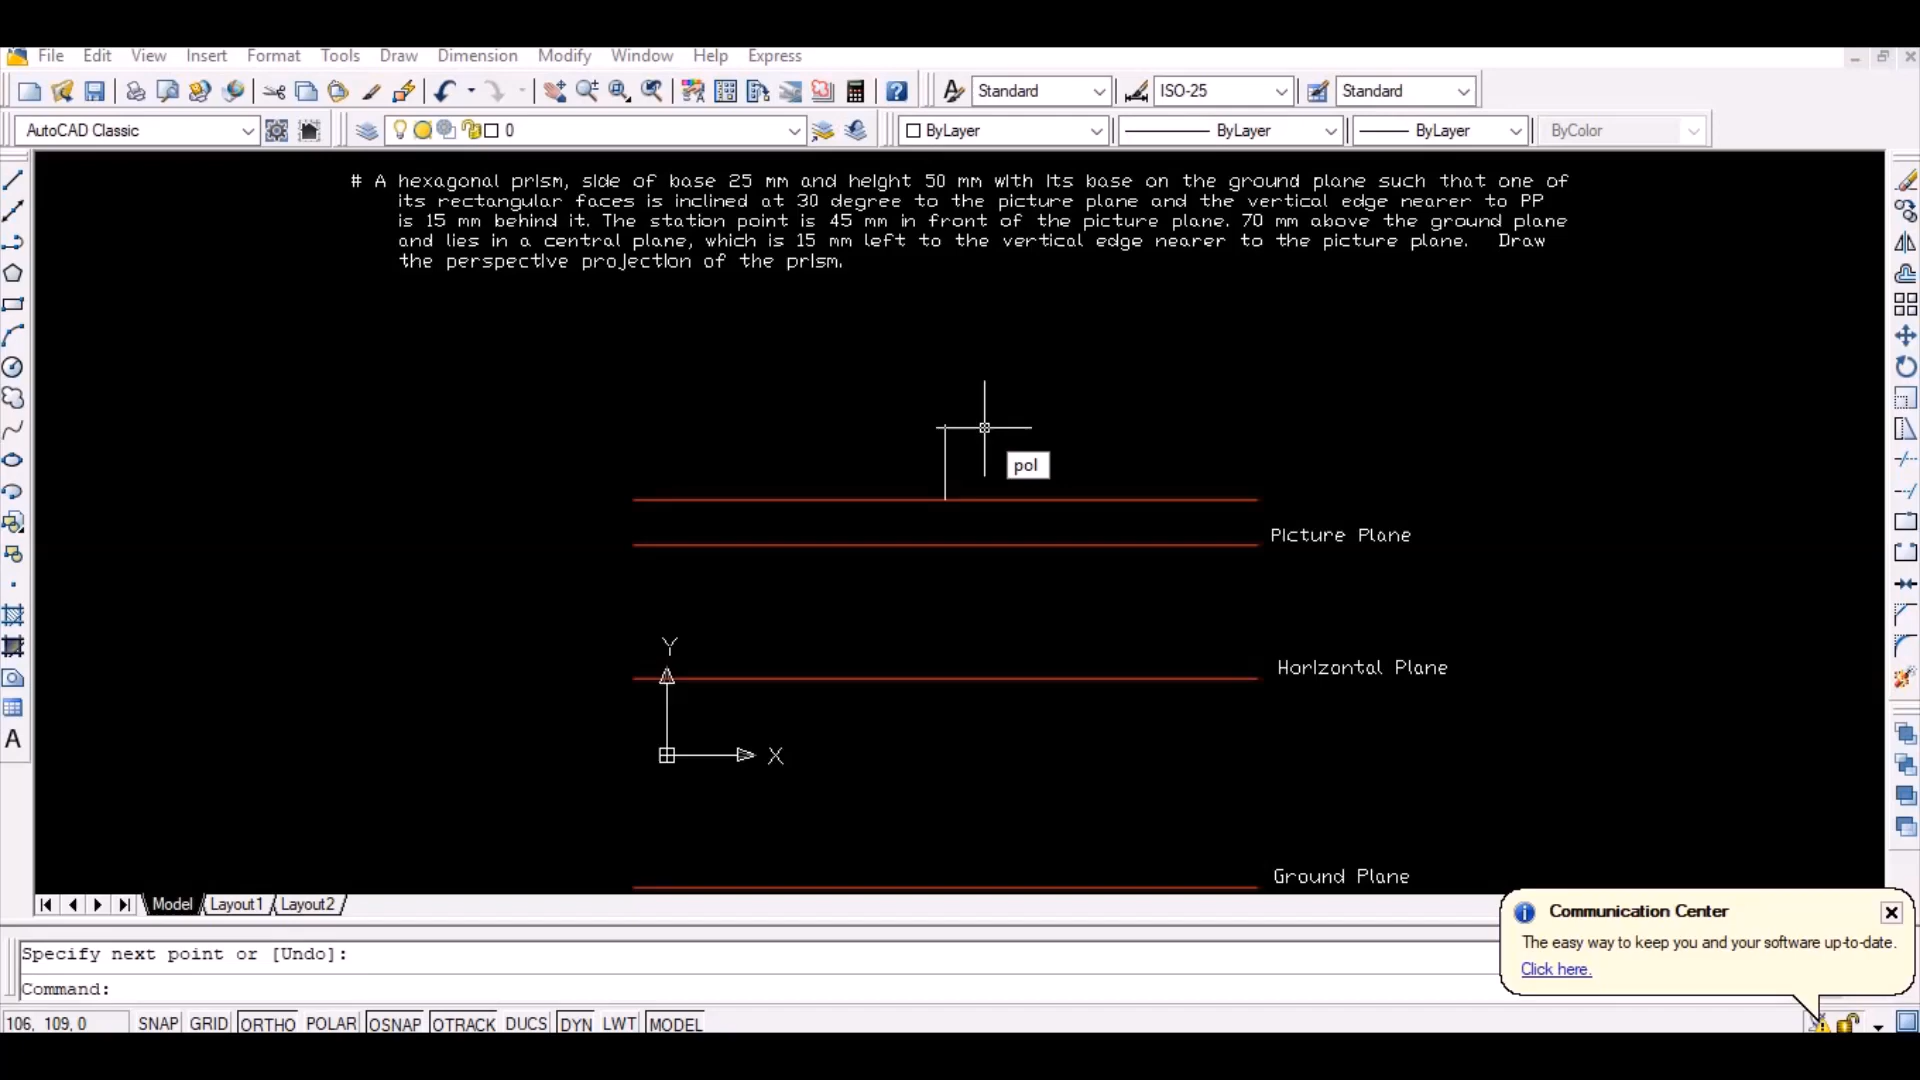 File Edit View Insert Format Tools Draw Dimension Modify Window Help Express
Standard ISO-25 Standard
AutoCAD Classic 0 ByLayer ByLayer ByLayer ByColor
# A hexagonal prism, side of base 25 mm and height 50 mm with its base on the ground plane such that one of
its rectangular faces is inclined at 30 degree to the picture plane and the vertical edge nearer to PP
is 15 mm behind it. The station point is 45 mm in front of the picture plane. 70 mm above the ground plane
and lies in a central plane, which is 15 mm left to the vertical edge nearer to the picture plane. Draw
the perspective projection of the prism.
pol
Picture Plane
Y
Horizontal Plane
X
A
Ground Plane
Model Layout1 Layout2
Communication Center
The easy way to keep you and your software up-to-date.
Click here.
Specify next point or [Undo]:
Command:
106, 109, 0 SNAP GRID ORTHO POLAR OSNAP OTRACK DUCS DYN LWT MODEL